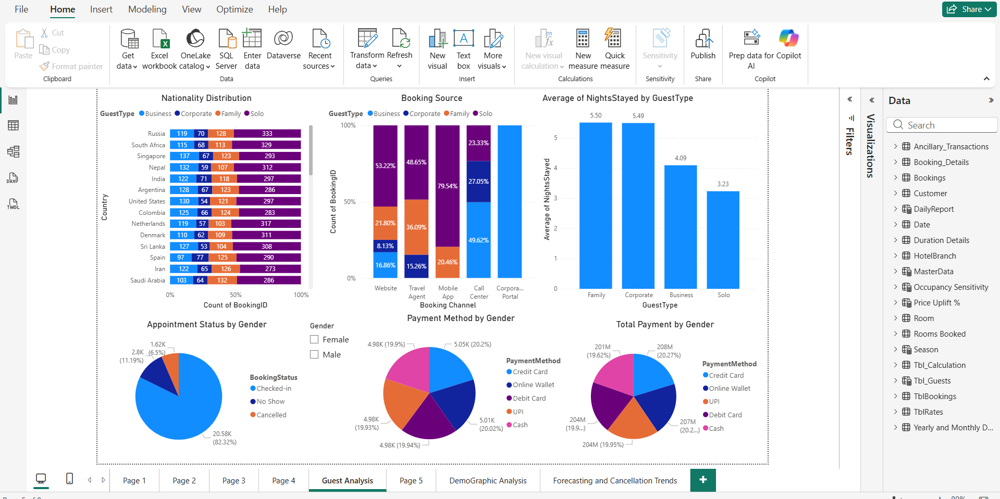 File Home Insert Modeling View Optimize Help
Share
Paste
Cut
Copy
Format painter
Clipboard
Get data
Excel workbook
OneLake catalog
SQL Server
Enter data
Dataverse
Recent sources
Data
Transform data
Refresh
Queries
New visual
Text box
More visuals
Insert
New visual calculation
New measure
Quick measure
Calculations
Sensitivity
Sensitivity
Publish
Share
Prep data for AI
Copilot
Copilot
DAX
TMDL
Nationality Distribution
GuestType Business Corporate Family Solo
Country
Russia 119 70 128 333
South Africa 115 68 113 329
Singapore 137 67 123 293
Nepal 132 59 107 312
India 122 71 118 297
Argentina 128 67 123 286
United States 130 54 121 297
Colombia 125 66 124 283
Netherlands 119 57 103 317
Denmark 110 62 109 311
Sri Lanka 127 53 104 308
Spain 97 77 125 290
Iran 122 65 126 273
Saudi Arabia 103 64 132 286
0% 50% 100%
Count of BookingID
Booking Source
GuestType Business Corporate Family Solo
Count of BookingID
100%
50%
0%
53.22%
21.80%
8.13%
16.86%
48.65%
36.09%
15.26%
79.54%
20.46%
23.33%
27.05%
49.62%
Website
Travel Agent
Mobile App
Call Center
Corpora... Portal
Booking Channel
Average of NightsStayed by GuestType
Average of NightsStayed
5
4
3
2
1
0
5.50
5.49
4.09
3.23
Family Corporate Business Solo
GuestType
Appointment Status by Gender
1.62K (6.5%)
2.8K (11.19%)
20.58K (82.32%)
BookingStatus
Checked-in
No Show
Cancelled
Gender
Female
Male
Payment Method by Gender
4.98K (19.9%)
5.05K (20.2%)
4.98K (19.93%)
5.01K (20.02%)
4.98K (19.94%)
PaymentMethod
Credit Card
Online Wallet
Debit Card
UPI
Cash
Total Payment by Gender
201M (19.62%)
208M (20.27%)
204M (19.9...)
207M (20.2...)
204M (19.95%)
PaymentMethod
Credit Card
Online Wallet
UPI
Debit Card
Cash
Filters
Visualizations
Data
Search
Ancillary_Transactions
Booking_Details
Bookings
Customer
DailyReport
Date
Duration Details
HotelBranch
MasterData
Occupancy Sensitivity
Price Uplift %
Room
Rooms Booked
Season
Tbl_Calculation
Tbl_Guests
TblBookings
TblRates
Yearly and Monthly D...
Page 1 Page 2 Page 3 Page 4 Guest Analysis Page 5 DemoGraphic Analysis Forecasting and Cancellation Trends